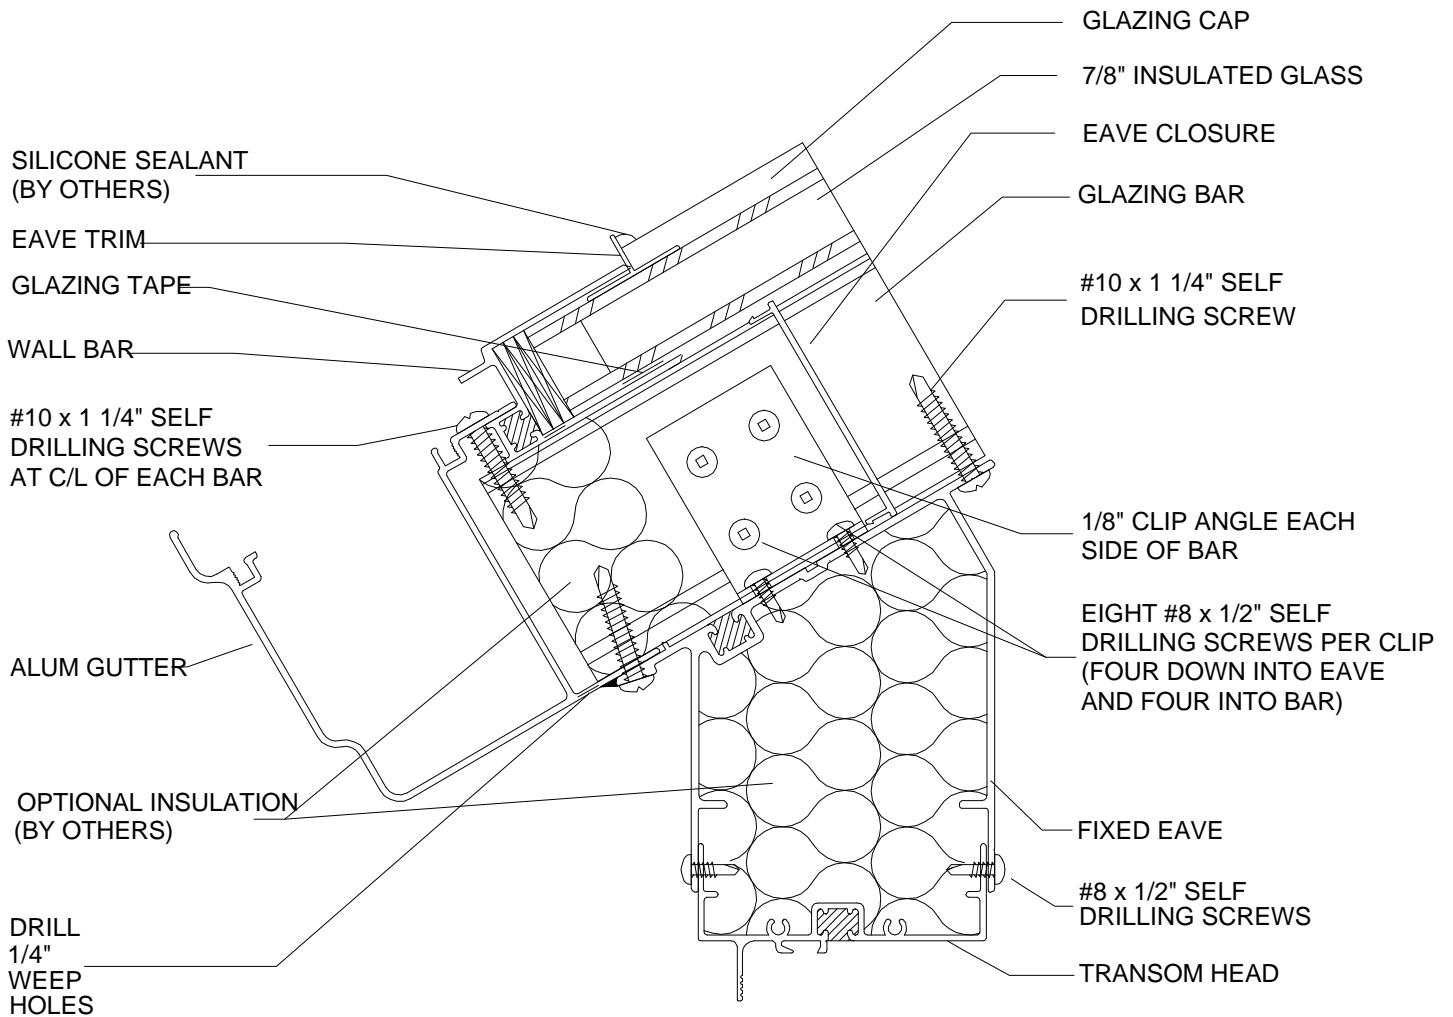 GLAZING CAP
7/8" INSULATED GLASS
EAVE CLOSURE
GLAZING BAR
#10 x 1 1/4" SELF
DRILLING SCREW
1/8" CLIP ANGLE EACH
SIDE OF BAR
EIGHT #8 x 1/2" SELF
DRILLING SCREWS PER CLIP
(FOUR DOWN INTO EAVE
AND FOUR INTO BAR)
FIXED EAVE
#8 x 1/2" SELF
DRILLING SCREWS
TRANSOM HEAD
SILICONE SEALANT
(BY OTHERS)
EAVE TRIM
GLAZING TAPE
WALL BAR
#10 x 1 1/4" SELF
DRILLING SCREWS
AT C/L OF EACH BAR
ALUM GUTTER
OPTIONAL INSULATION
(BY OTHERS)
DRILL
1/4"
WEEP
HOLES